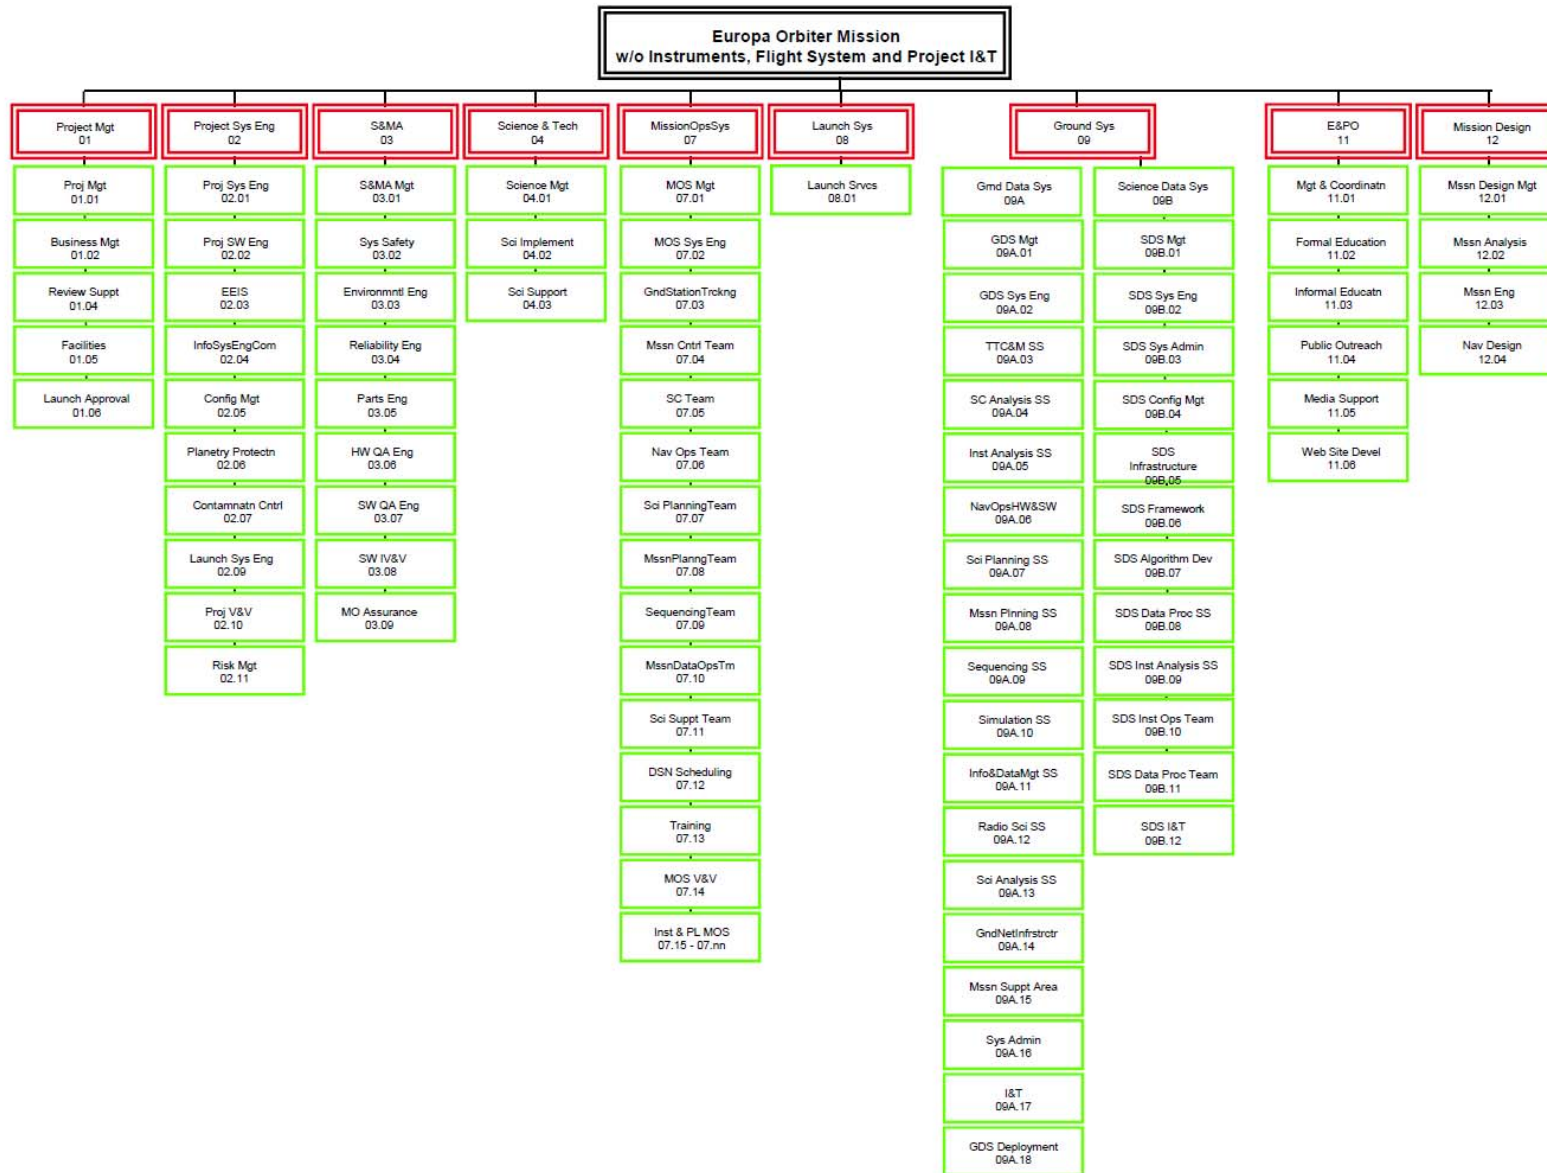 Europa Orbiter Mission
w/o Instruments, Flight System and Project I&T
Project Mgt
01
Project Sys Eng
02
S&MA
03
Science & Tech
04
MissionOpsSys
07
Launch Sys
08
Ground Sys
09
E&PO
11
Mission Design
12
Proj Mgt
01.01
Business Mgt
01.02
Review Suppt
01.04
Facilities
01.05
Launch Approval
01.06
Proj Sys Eng
02.01
Proj SW Eng
02.02
EEIS
02.03
InfoSysEngCom
02.04
Config Mgt
02.05
Planetry Protectn
02.06
Contamnatn Cntrl
02.07
Launch Sys Eng
02.09
Proj V&V
02.10
Risk Mgt
02.11
S&MA Mgt
03.01
Sys Safety
03.02
Environmntl Eng
03.03
Reliability Eng
03.04
Parts Eng
03.05
HW QA Eng
03.06
SW QA Eng
03.07
SW IV&V
03.08
MO Assurance
03.09
Science Mgt
04.01
Sci Implement
04.02
Sci Support
04.03
MOS Mgt
07.01
MOS Sys Eng
07.02
GndStationTrckng
07.03
Mssn Cntrl Team
07.04
SC Team
07.05
Nav Ops Team
07.06
Sci PlanningTeam
07.07
MssnPlanngTeam
07.08
SequencingTeam
07.09
MssnDataOpsTm
07.10
Sci Suppt Team
07.11
DSN Scheduling
07.12
Training
07.13
MOS V&V
07.14
Inst & PL MOS
07.15 - 07.nn
Launch Srvcs
08.01
Grnd Data Sys
09A
GDS Mgt
09A.01
GDS Sys Eng
09A.02
TTC&M SS
09A.03
SC Analysis SS
09A.04
Inst Analysis SS
09A.05
NavOpsHW&SW
09A.06
Sci Planning SS
09A.07
Mssn Plnning SS
09A.08
Sequencing SS
09A.09
Simulation SS
09A.10
Info&DataMgt SS
09A.11
Radio Sci SS
09A.12
Sci Analysis SS
09A.13
GndNetInfrstrctr
09A.14
Mssn Suppt Area
09A.15
Sys Admin
09A.16
I&T
09A.17
GDS Deployment
09A.18
Science Data Sys
09B
SDS Mgt
09B.01
SDS Sys Eng
09B.02
SDS Sys Admin
09B.03
SDS Config Mgt
09B.04
SDS
Infrastructure
09B.05
SDS Framework
09B.06
SDS Algorithm Dev
09B.07
SDS Data Proc SS
09B.08
SDS Inst Analysis SS
09B.09
SDS Inst Ops Team
09B.10
SDS Data Proc Team
09B.11
SDS I&T
09B.12
Mgt & Coordinatn
11.01
Formal Education
11.02
Informal Educatn
11.03
Public Outreach
11.04
Media Support
11.05
Web Site Devel
11.06
Mssn Design Mgt
12.01
Mssn Analysis
12.02
Mssn Eng
12.03
Nav Design
12.04